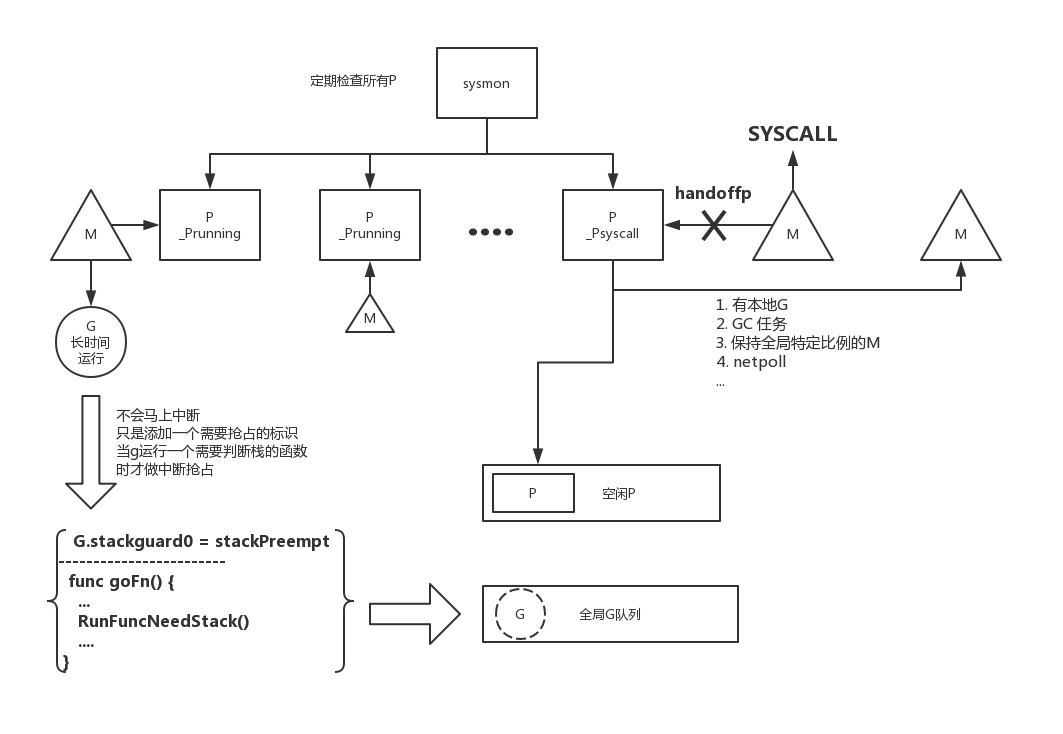 定期检查所有P
sysmon
SYSCALL
handoffp
M
P
_Prunning
P
_Prunning
P
_Psyscall
M
M
M
G
长时间
运行
1. 有本地G
2. GC 任务
3. 保持全局特定比例的M
4. netpoll
...
不会马上中断
只是添加一个需要抢占的标识
当g运行一个需要判断栈的函数
时才做中断抢占
P
空闲P
G.stackguard0 = stackPreempt
--------------------------
func goFn() {
...
RunFuncNeedStack()
....
}
G
全局G队列